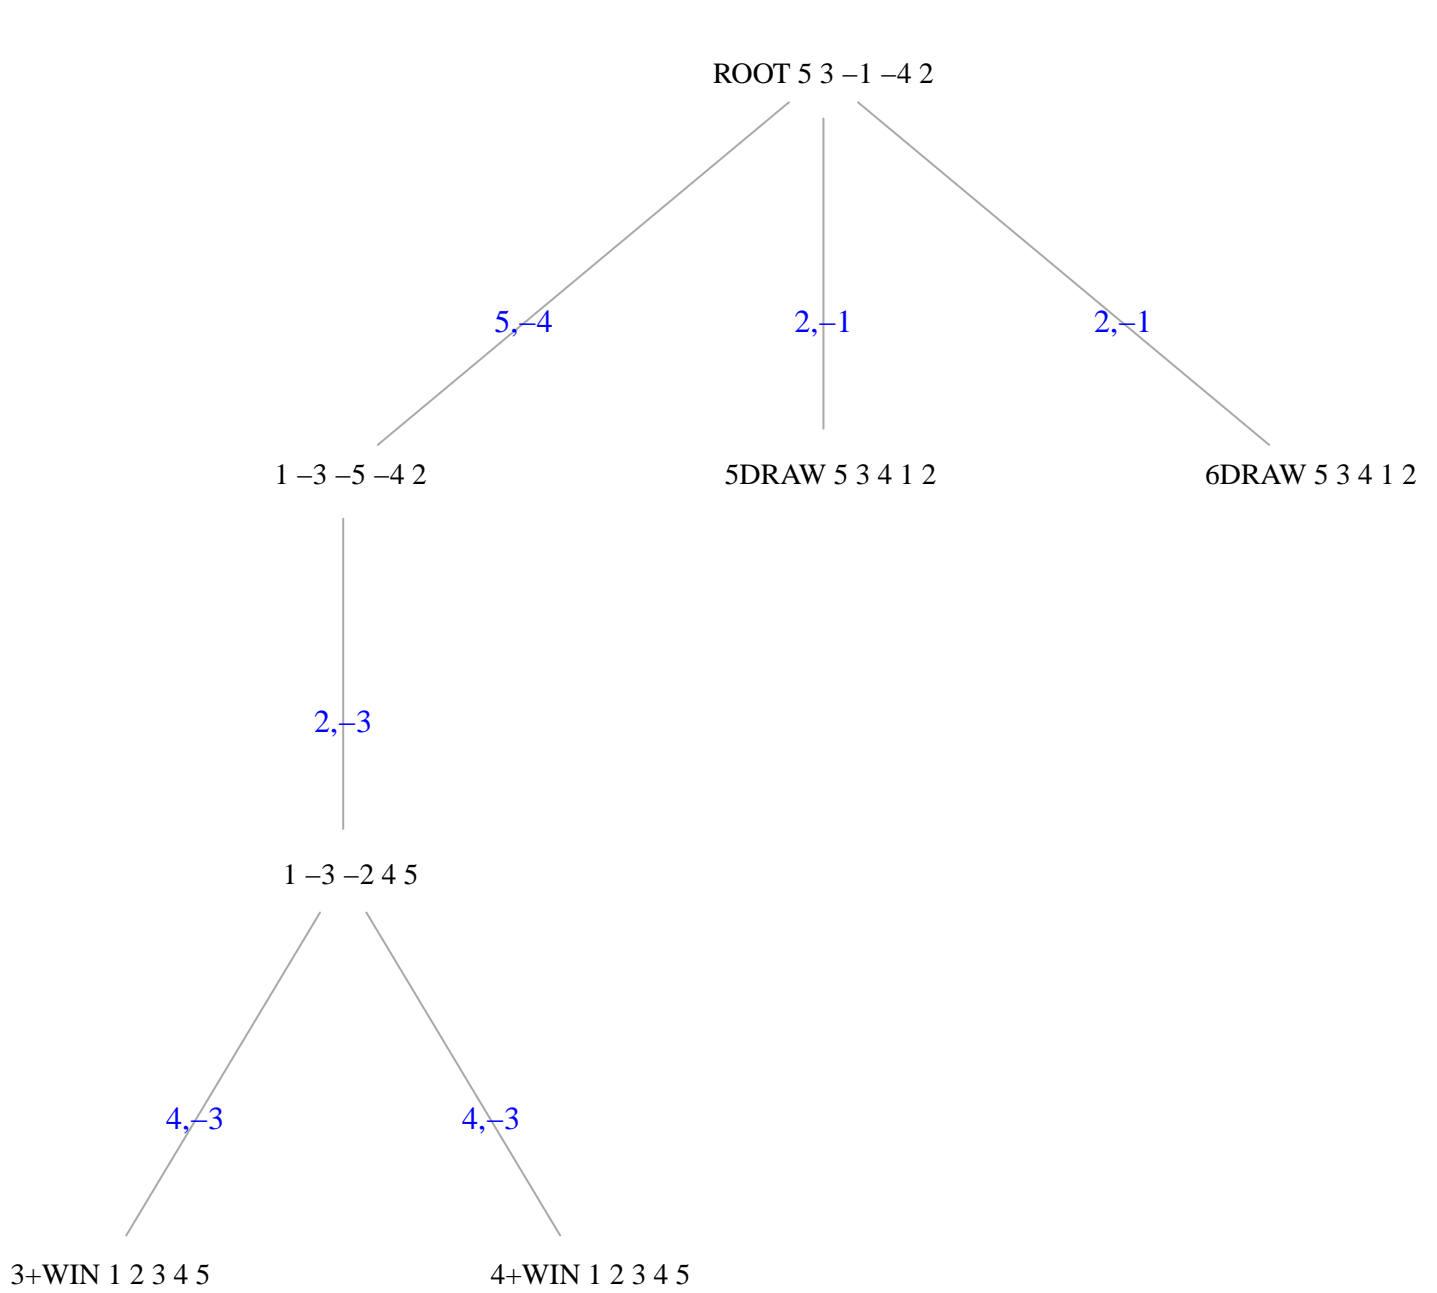 ROOT 5 3 –1 –4 2
5,–4
2,–1
2,–1
1 –3 –5 –4 2
5DRAW 5 3 4 1 2
6DRAW 5 3 4 1 2
2,–3
1 –3 –2 4 5
4,–3
4,–3
3+WIN 1 2 3 4 5
4+WIN 1 2 3 4 5